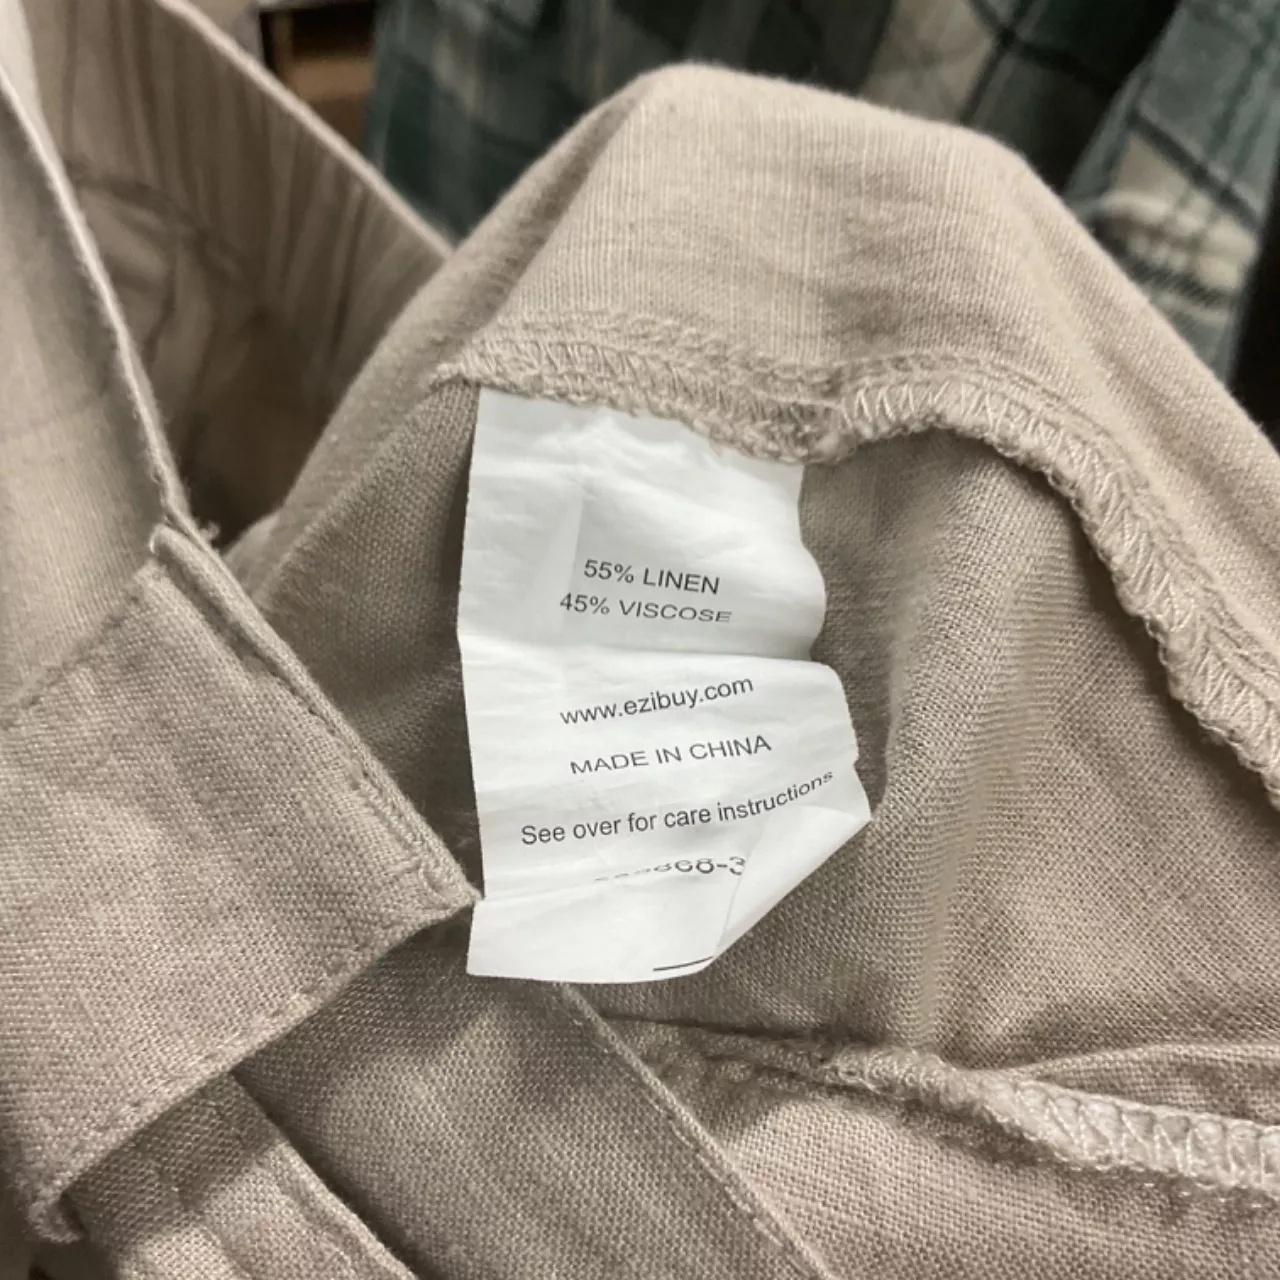 55% LINEN
45% VISCOSE
www.ezibuy.com
MADE IN CHINA
See over for care instructions